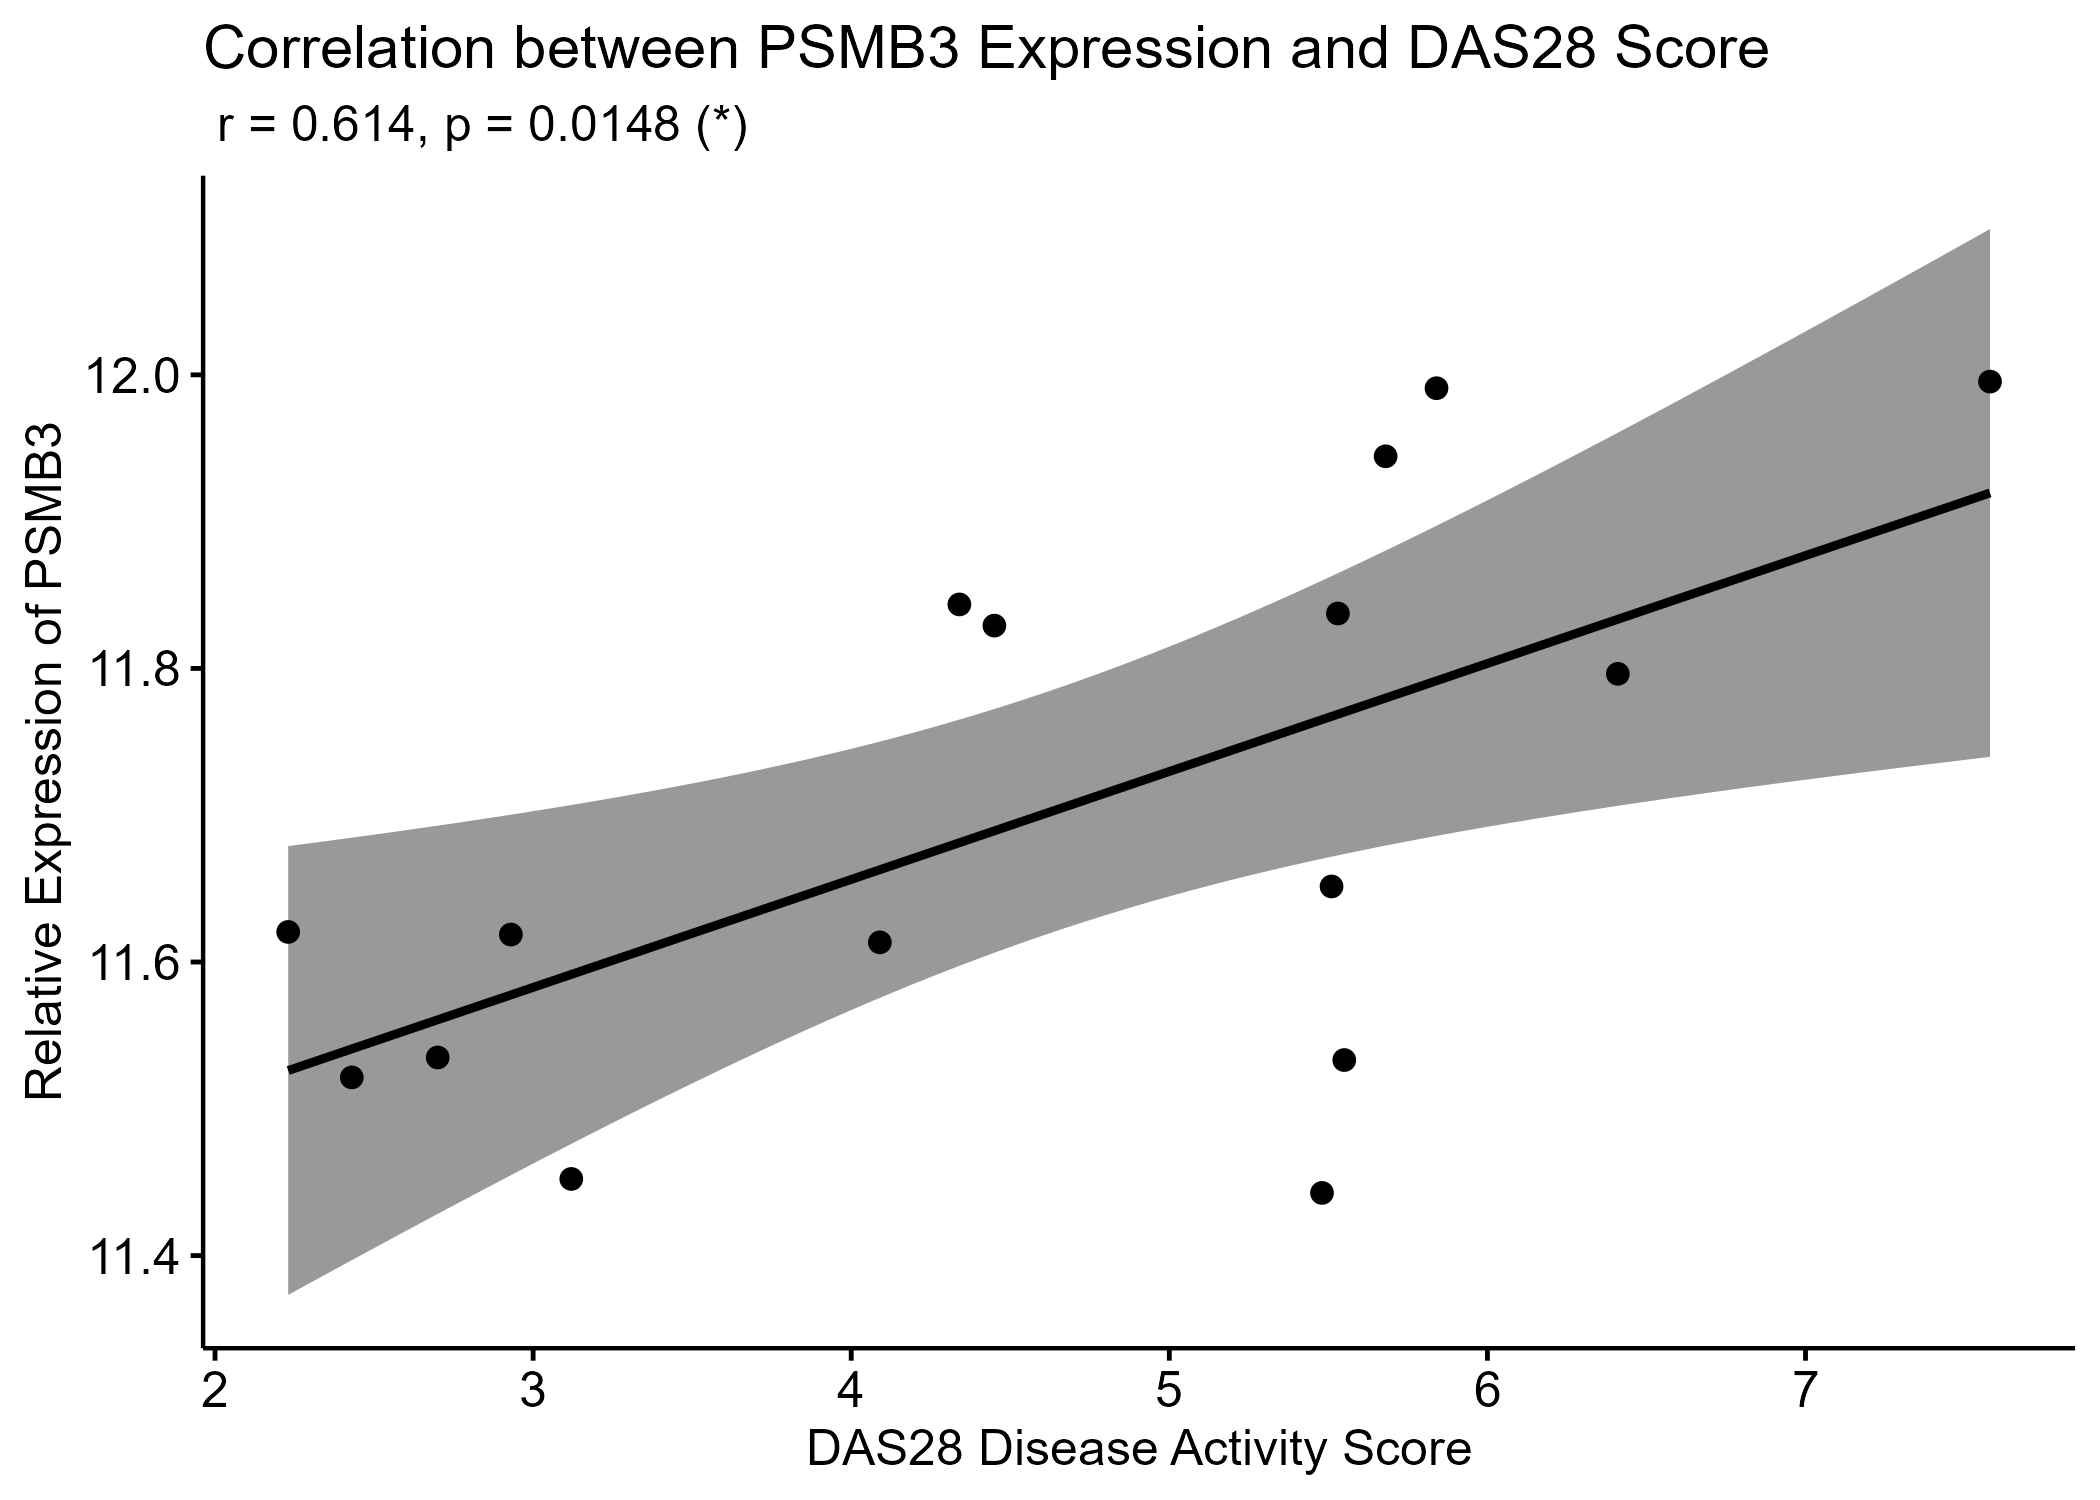 Correlation between PSMB3 Expression and DAS28 Score
r = 0.614, p = 0.0148 (*)
Relative Expression of PSMB3
12.0
11.8
11.6
11.4
2 3 4 5 6 7
DAS28 Disease Activity Score